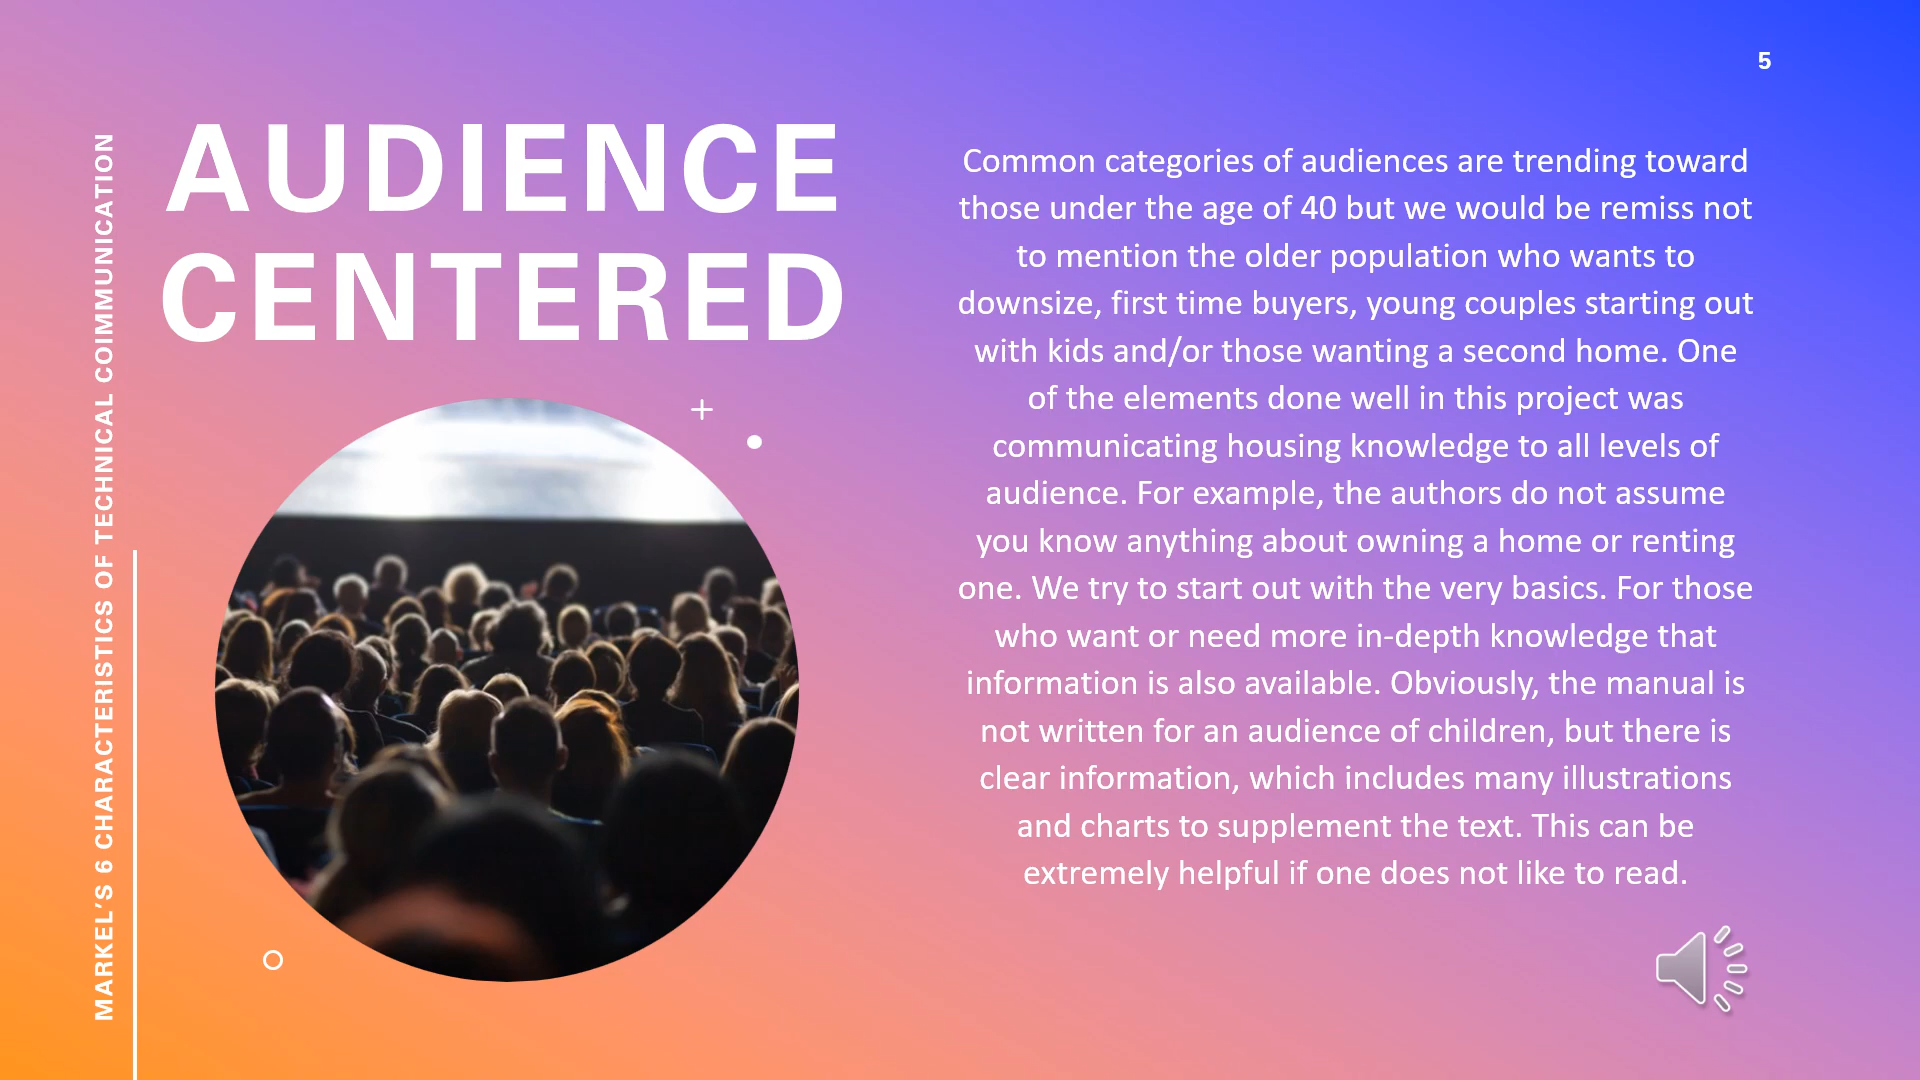 5
MARKEL'S 6 CHARACTERISTICS OF TECHNICAL COIMMUNICATION
AUDIENCE
CENTERED
Common categories of audiences are trending toward
those under the age of 40 but we would be remiss not
to mention the older population who wants to
downsize, first time buyers, young couples starting out
with kids and/or those wanting a second home. One
of the elements done well in this project was
communicating housing knowledge to all levels of
audience. For example, the authors do not assume
you know anything about owning a home or renting
one. We try to start out with the very basics. For those
who want or need more in-depth knowledge that
information is also available. Obviously, the manual is
not written for an audience of children, but there is
clear information, which includes many illustrations
and charts to supplement the text. This can be
extremely helpful if one does not like to read.